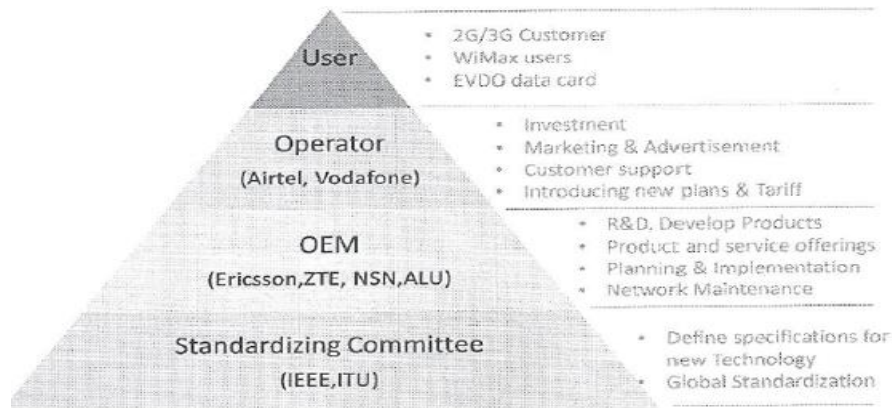 User
• 2G/3G Customer
• WiMax users
• EVDO data card
Operator
(Airtel, Vodafone)
• Investment
• Marketing & Advertisement
• Customer support
• Introducing new plans & Tariff
OEM
(Ericsson,ZTE, NSN,ALU)
• R&D, Develop Products
• Product and service offerings
• Planning & Implementation
• Network Maintenance
Standardizing Committee
(IEEE,ITU)
• Define specifications for
new Technology
• Global Standardization